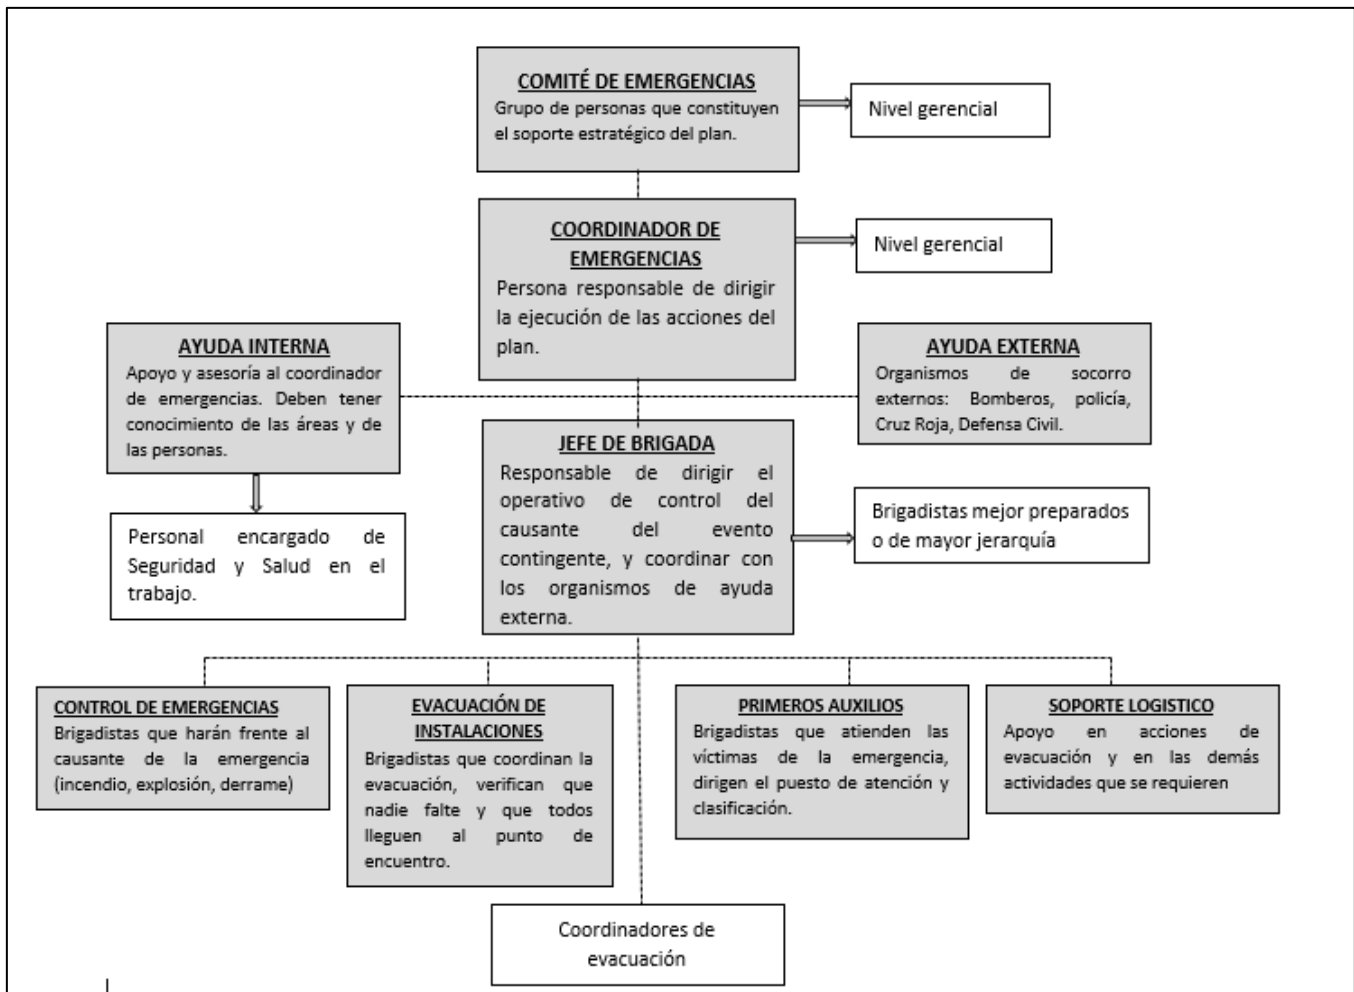 COMITÉ DE EMERGENCIAS
Grupo de personas que constituyen
el soporte estratégico del plan.
Nivel gerencial
COORDINADOR DE
EMERGENCIAS
Persona responsable de dirigir
la ejecución de las acciones del
plan.
Nivel gerencial
AYUDA INTERNA
Apoyo y asesoría al coordinador
de emergencias. Deben tener
conocimiento de las áreas y de
las personas.
AYUDA EXTERNA
Organismos de socorro
externos: Bomberos, policía,
Cruz Roja, Defensa Civil.
Personal encargado de
Seguridad y Salud en el
trabajo.
JEFE DE BRIGADA
Responsable de dirigir el
operativo de control del
causante del evento
contingente, y coordinar con
los organismos de ayuda
externa.
Brigadistas mejor preparados
o de mayor jerarquía
CONTROL DE EMERGENCIAS
Brigadistas que harán frente al
causante de la emergencia
(incendio, explosión, derrame)
EVACUACIÓN DE
INSTALACIONES
Brigadistas que coordinan la
evacuación, verifican que
nadie falte y que todos
lleguen al punto de
encuentro.
PRIMEROS AUXILIOS
Brigadistas que atienden las
víctimas de la emergencia,
dirigen el puesto de atención y
clasificación.
SOPORTE LOGISTICO
Apoyo en acciones de
evacuación y en las demás
actividades que se requieren
Coordinadores de
evacuación